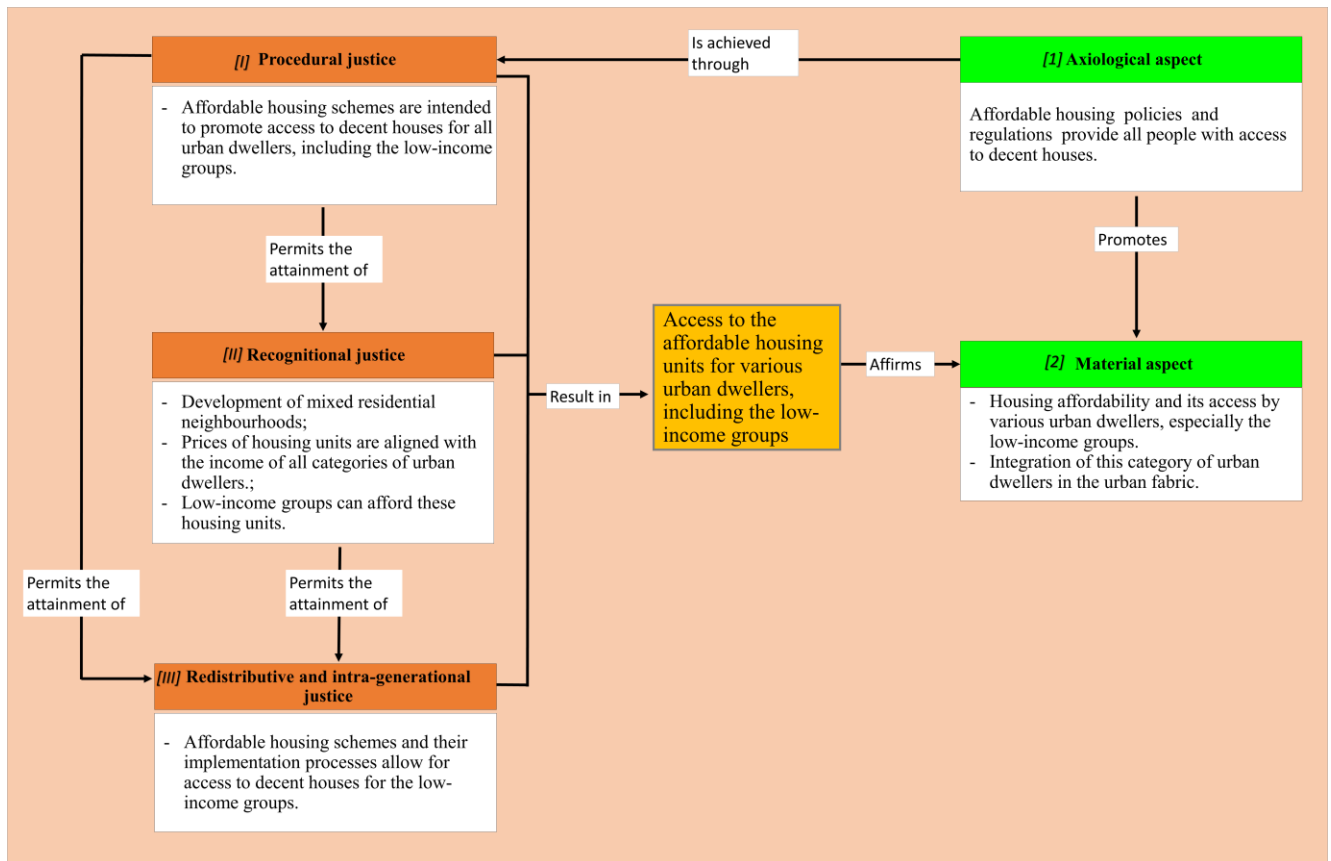 [I] Procedural justice
- Affordable housing schemes are intended
to promote access to decent houses for all
urban dwellers, including the low-income
groups.
Is achieved
through
[1] Axiological aspect
Affordable housing policies and
regulations provide all people with access
to decent houses.
Permits the
attainment of
Promotes
[II] Recognitional justice
- Development of mixed residential
neighbourhoods;
- Prices of housing units are aligned with
the income of all categories of urban
dwellers.;
- Low-income groups can afford these
housing units.
Result in
Access to the
affordable housing
units for various
urban dwellers,
including the low-
income groups
Affirms
[2] Material aspect
- Housing affordability and its access by
various urban dwellers, especially the
low-income groups.
- Integration of this category of urban
dwellers in the urban fabric.
Permits the
attainment of
Permits the
attainment of
[III] Redistributive and intra-generational
justice
- Affordable housing schemes and their
implementation processes allow for
access to decent houses for the low-
income groups.